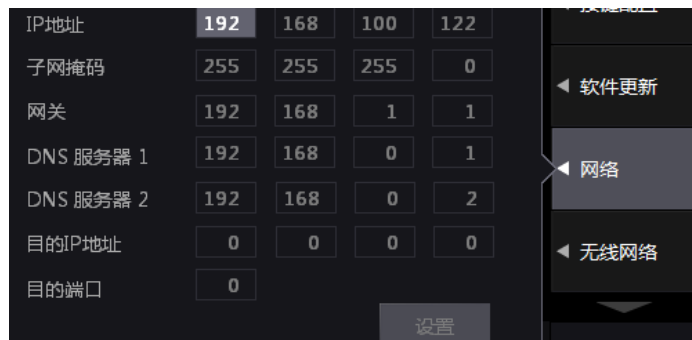 IP地址 192 168 100 122
子网掩码 255 255 255 0
网关 192 168 1 1
DNS 服务器 1 192 168 0 1
DNS 服务器 2 192 168 0 2
目的IP地址 0 0 0 0
目的端口 0
设置
软件更新
网络
无线网络